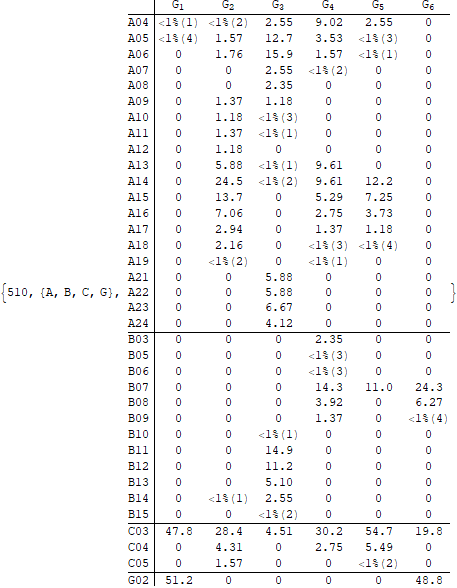 G1 G2 G3 G4 G5 G6
A04 <1%(1) <1%(2) 2.55 9.02 2.55 0
A05 <1%(4) 1.57 12.7 3.53 <1%(3) 0
A06 0 1.76 15.9 1.57 <1%(1) 0
A07 0 0 2.55 <1%(2) 0 0
A08 0 0 2.35 0 0 0
A09 0 1.37 1.18 0 0 0
A10 0 1.18 <1%(3) 0 0 0
A11 0 1.37 <1%(1) 0 0 0
A12 0 1.18 0 0 0 0
A13 0 5.88 <1%(1) 9.61 0 0
A14 0 24.5 <1%(2) 9.61 12.2 0
A15 0 13.7 0 5.29 7.25 0
A16 0 7.06 0 2.75 3.73 0
A17 0 2.94 0 1.37 1.18 0
A18 0 2.16 0 <1%(3) <1%(4) 0
A19 0 <1%(2) 0 <1%(1) 0 0
A21 0 0 5.88 0 0 0
{510, {A, B, C, G}, A22 0 0 5.88 0 0 0 }
A23 0 0 6.67 0 0 0
A24 0 0 4.12 0 0 0
B03 0 0 0 2.35 0 0
B05 0 0 0 <1%(3) 0 0
B06 0 0 0 <1%(3) 0 0
B07 0 0 0 14.3 11.0 24.3
B08 0 0 0 3.92 0 6.27
B09 0 0 0 1.37 0 <1%(4)
B10 0 0 <1%(1) 0 0 0
B11 0 0 14.9 0 0 0
B12 0 0 11.2 0 0 0
B13 0 0 5.10 0 0 0
B14 0 <1%(1) 2.55 0 0 0
B15 0 0 <1%(2) 0 0 0
C03 47.8 28.4 4.51 30.2 54.7 19.8
C04 0 4.31 0 2.75 5.49 0
C05 0 1.57 0 0 <1%(2) 0
G02 51.2 0 0 0 0 48.8